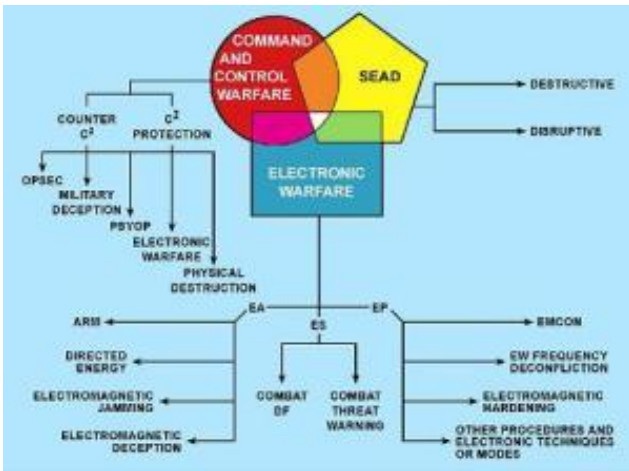 COMMAND
AND
CONTROL
WARFARE
SEAD
DESTRUCTIVE
DISRUPTIVE
COUNTER
C²
C²
PROTECTION
ELECTRONIC
WARFARE
OPSEC
MILITARY
DECEPTION
PSYOP
ELECTRONIC
WARFARE
PHYSICAL
DESTRUCTION
EA
ES
EP
ARM
DIRECTED
ENERGY
ELECTROMAGNETIC
JAMMING
ELECTROMAGNETIC
DECEPTION
COMBAT
DF
COMBAT
THREAT
WARNING
EMCON
EW FREQUENCY
DECONFLICTION
ELECTROMAGNETIC
HARDENING
OTHER PROCEDURES AND
ELECTRONIC TECHNIQUES
OR MODES